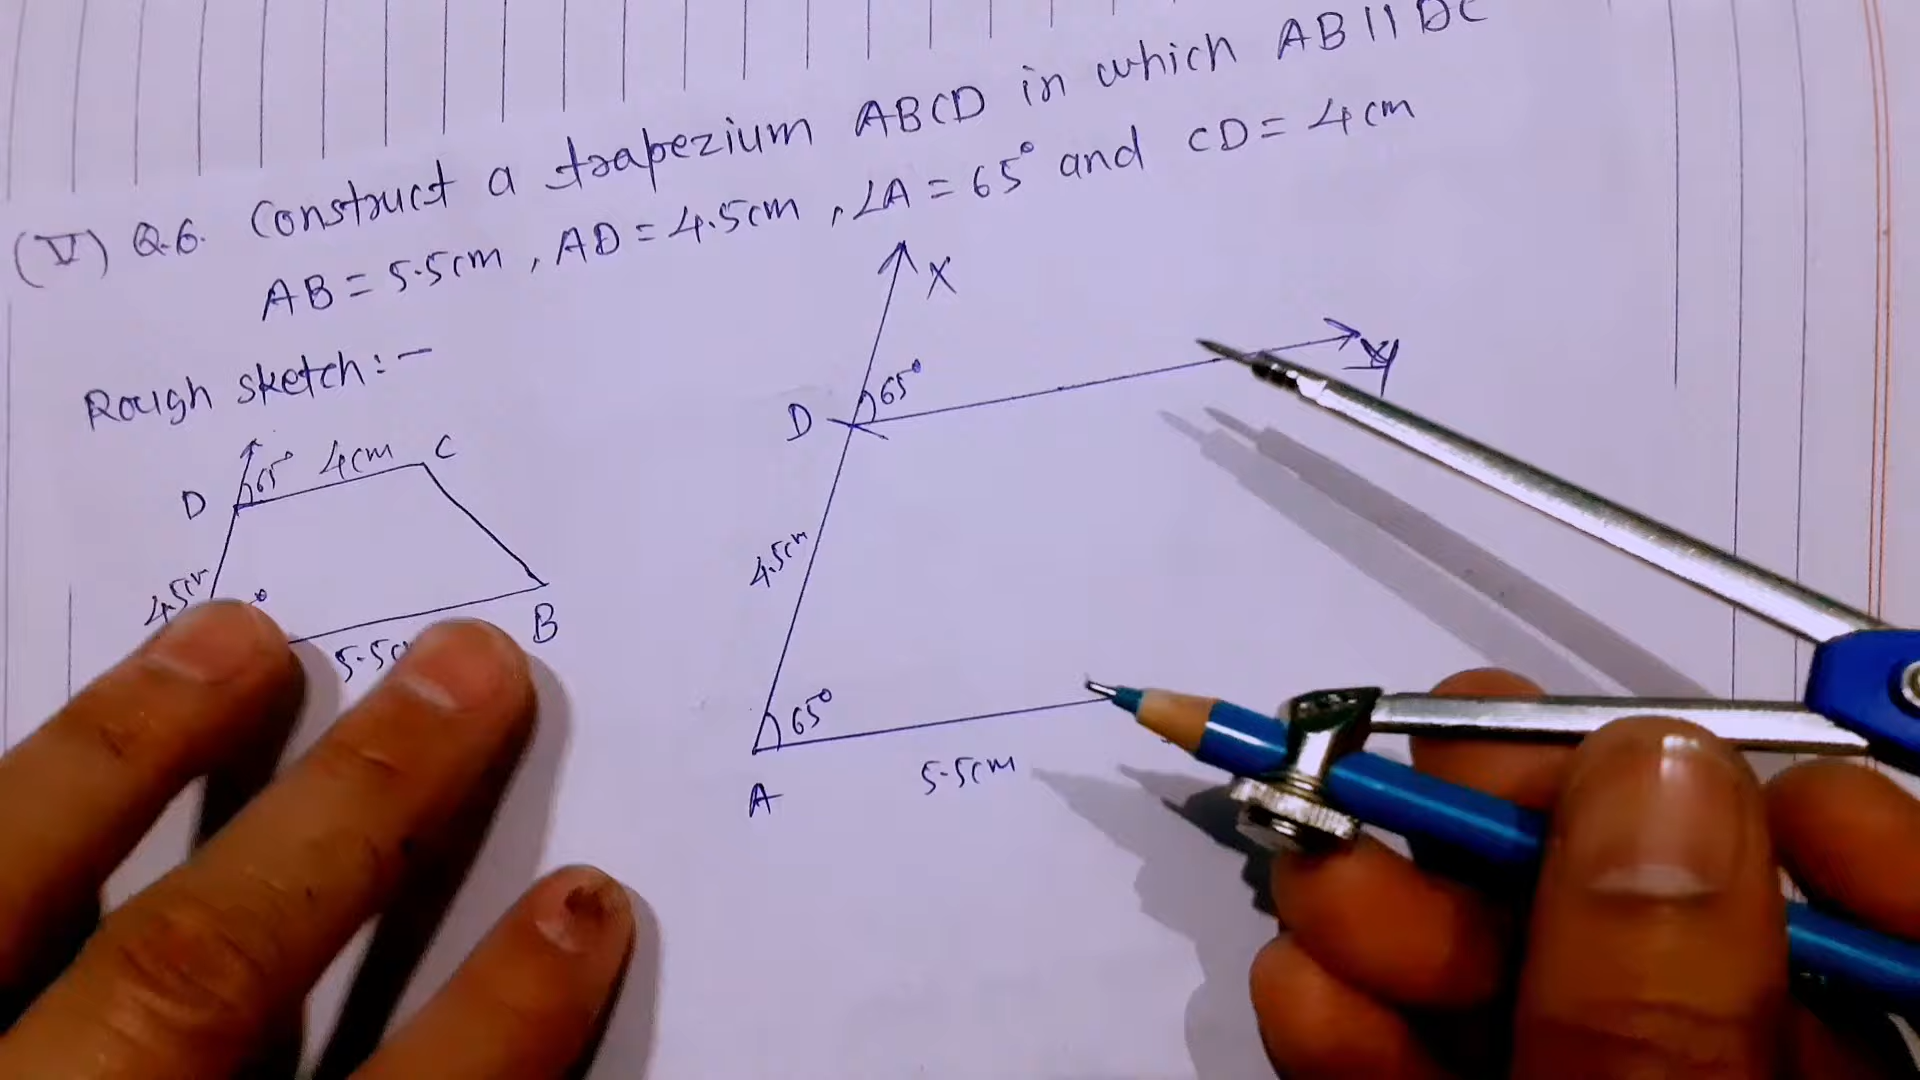 (V) Q.6. Construct a trapezium ABCD in which AB || DC
AB = 5.5cm, AD = 4.5cm, ∠A = 65° and CD = 4cm
Rough sketch:-
X
Y
D 65°
65° 4cm C
D
4.5cm
4.5cm
B
5.5c
65°
5.5cm
A